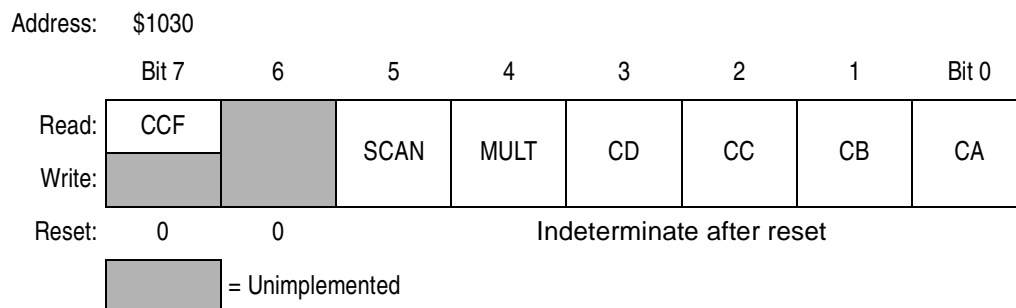 Address: $1030
Bit 7 6 5 4 3 2 1 Bit 0
Read: CCF
SCAN MULT CD CC CB CA
Write:
Reset: 0 0 Indeterminate after reset
= Unimplemented